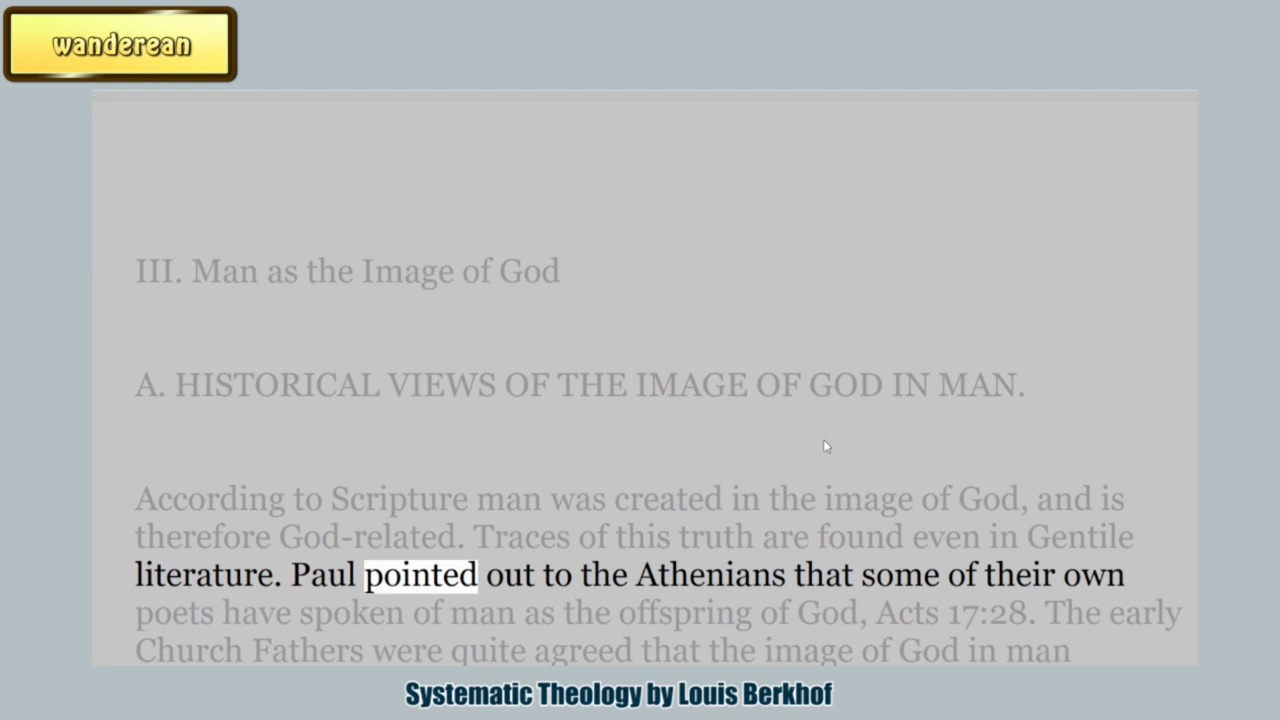 wanderean
III. Man as the Image of God
A. HISTORICAL VIEWS OF THE IMAGE OF GOD IN MAN.
According to Scripture man was created in the image of God, and is
therefore God-related. Traces of this truth are found even in Gentile
literature. Paul pointed out to the Athenians that some of their own
poets have spoken of man as the offspring of God, Acts 17:28. The early
Church Fathers were quite agreed that the image of God in man
Systematic Theology by Louis Berkhof